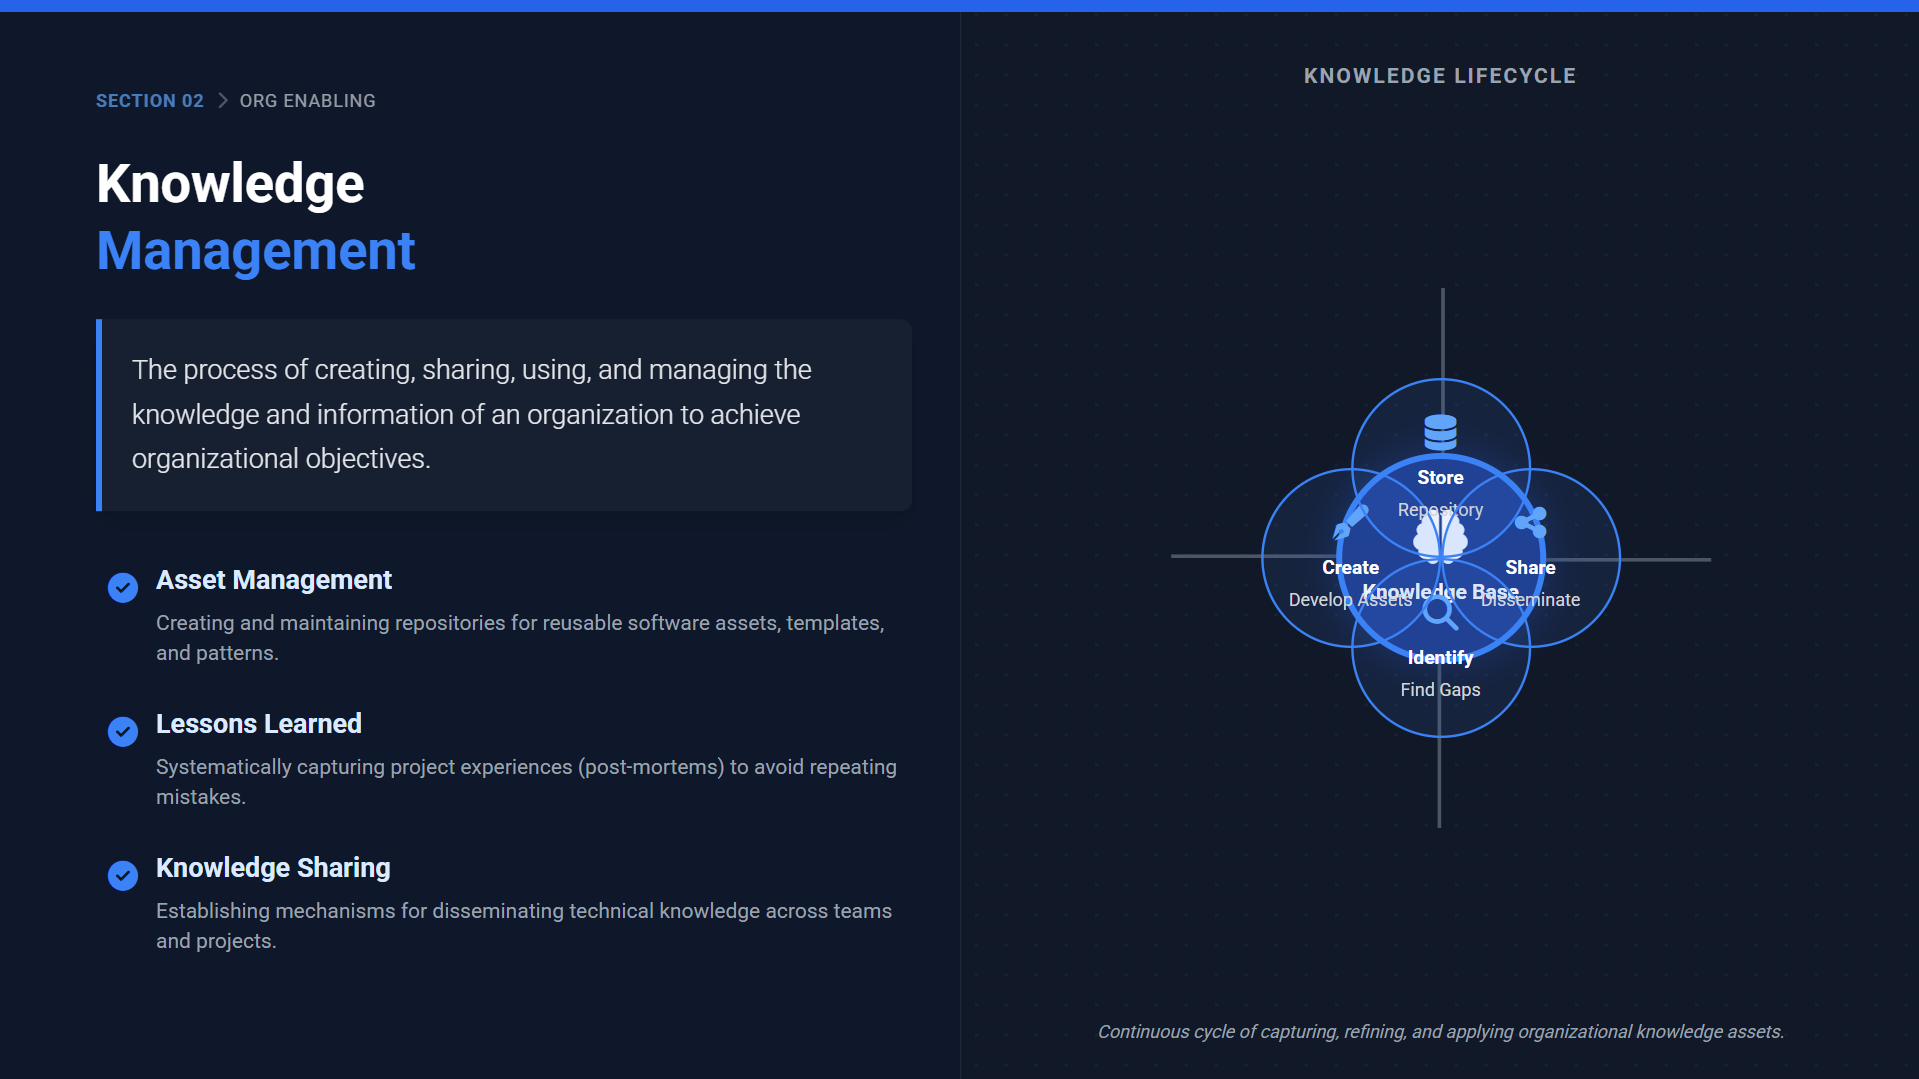 SECTION 02 > ORG ENABLING
Knowledge
Management
The process of creating, sharing, using, and managing the
knowledge and information of an organization to achieve
organizational objectives.
Asset Management
Creating and maintaining repositories for reusable software assets, templates,
and patterns.
Lessons Learned
Systematically capturing project experiences (post-mortems) to avoid repeating
mistakes.
Knowledge Sharing
Establishing mechanisms for disseminating technical knowledge across teams
and projects.
KNOWLEDGE LIFECYCLE
Store
Repository
Create
Develop Assets
Share
Disseminate
Knowledge Base
Identify
Find Gaps
Continuous cycle of capturing, refining, and applying organizational knowledge assets.